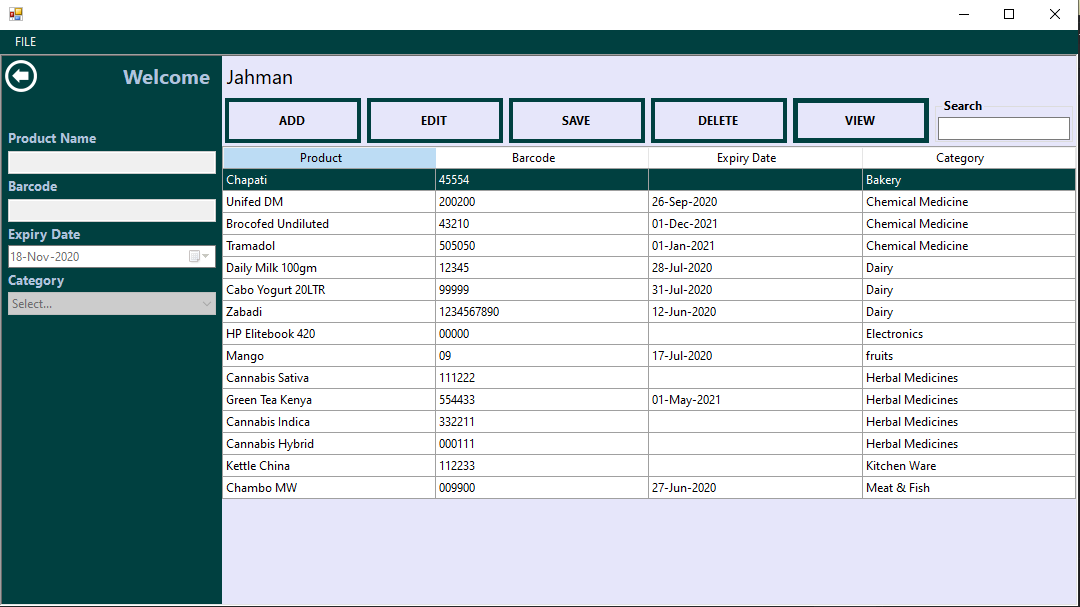 FILE
Welcome Jahman
ADD EDIT SAVE DELETE VIEW
Search
Product Name
Barcode
Expiry Date
18-Nov-2020
Category
Select...
Product Barcode Expiry Date Category
Chapati 45554 Bakery
Unifed DM 200200 26-Sep-2020 Chemical Medicine
Brocofed Undiluted 43210 01-Dec-2021 Chemical Medicine
Tramadol 505050 01-Jan-2021 Chemical Medicine
Daily Milk 100gm 12345 28-Jul-2020 Dairy
Cabo Yogurt 20LTR 99999 31-Jul-2020 Dairy
Zabadi 1234567890 12-Jun-2020 Dairy
HP Elitebook 420 00000 Electronics
Mango 09 17-Jul-2020 fruits
Cannabis Sativa 111222 Herbal Medicines
Green Tea Kenya 554433 01-May-2021 Herbal Medicines
Cannabis Indica 332211 Herbal Medicines
Cannabis Hybrid 000111 Herbal Medicines
Kettle China 112233 Kitchen Ware
Chambo MW 009900 27-Jun-2020 Meat & Fish